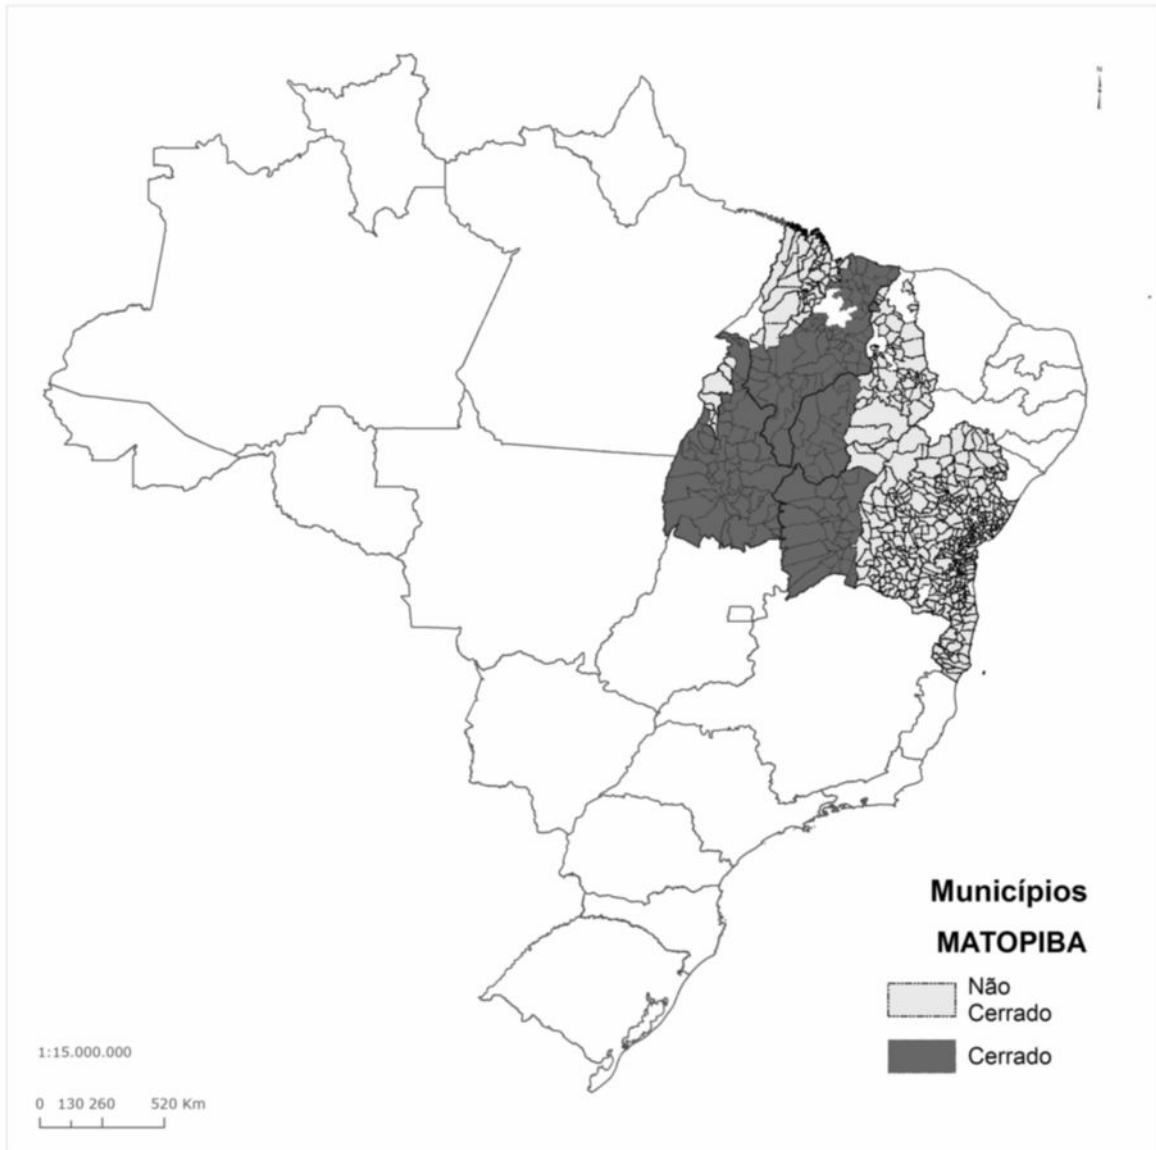 N
Municípios
MATOPIBA
Não
Cerrado
Cerrado
1:15.000.000
0 130 260 520 Km